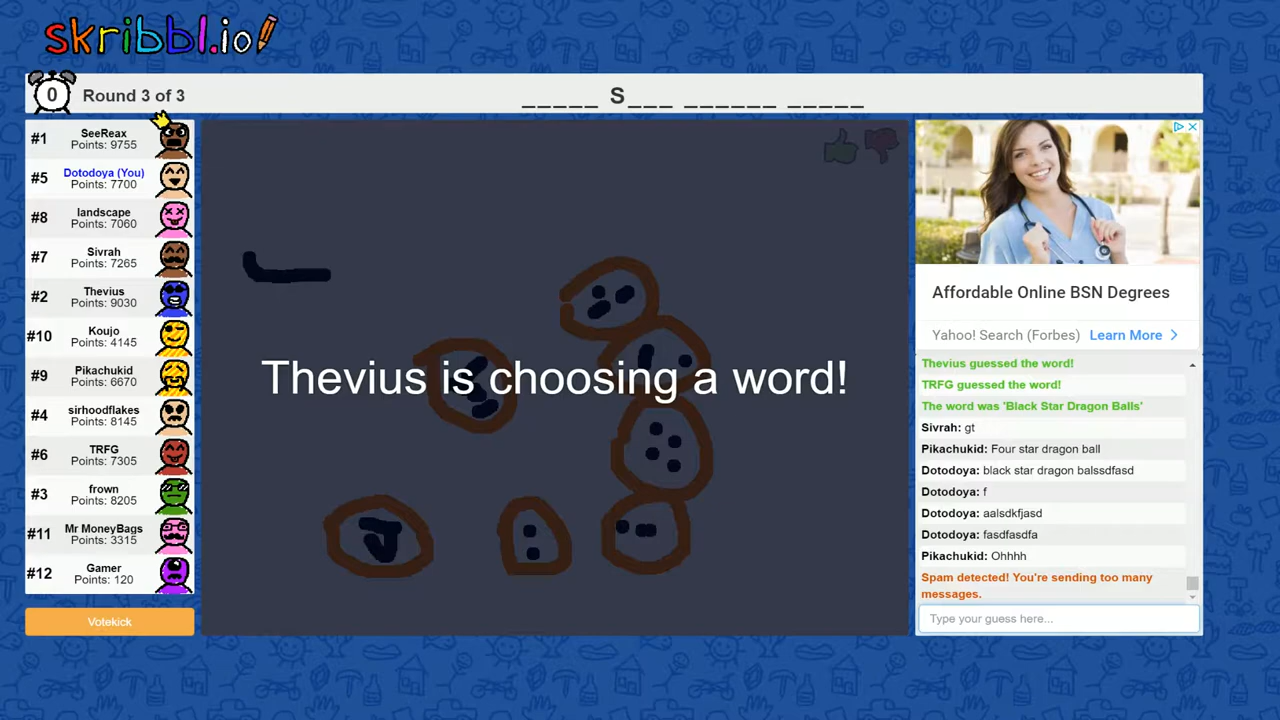 skribbl.io!
0
Round 3 of 3
_____ S___ ______ _____
#1
SeeReax
Points: 9755
#5
Dotodoya (You)
Points: 7700
#8
landscape
Points: 7060
#7
Sivrah
Points: 7265
#2
Thevius
Points: 9030
#10
Koujo
Points: 4145
#9
Pikachukid
Points: 6670
#4
sirhoodflakes
Points: 8145
#6
TRFG
Points: 7305
#3
frown
Points: 8205
#11
Mr MoneyBags
Points: 3315
#12
Gamer
Points: 120
Votekick
Thevius is choosing a word!
Affordable Online BSN Degrees
Yahoo! Search (Forbes) Learn More >
Thevius guessed the word!
TRFG guessed the word!
The word was 'Black Star Dragon Balls'
Sivrah: gt
Pikachukid: Four star dragon ball
Dotodoya: black star dragon balssdfasd
Dotodoya: f
Dotodoya: aalsdkfjasd
Dotodoya: fasdfasdfa
Pikachukid: Ohhhh
Spam detected! You're sending too many
messages.
Type your guess here...